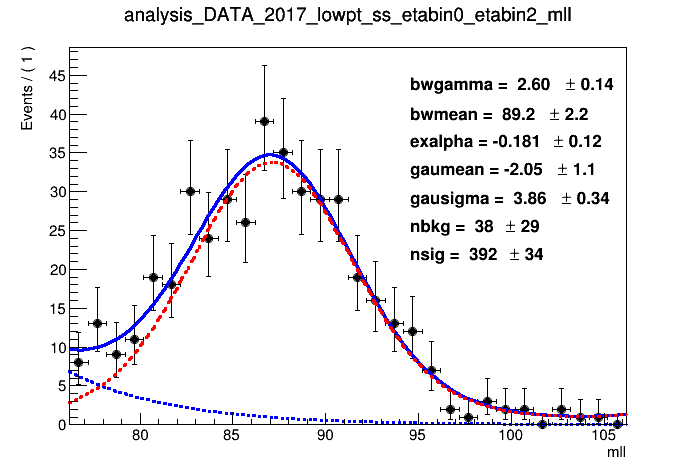 analysis_DATA_2017_lowpt_ss_etabin0_etabin2_mll
Events / ( 1 )
45
40
35
30
25
20
15
10
5
0
bwgamma = 2.60 ± 0.14
bwmean = 89.2 ± 2.2
exalpha = -0.181 ± 0.12
gaumean = -2.05 ± 1.1
gausigma = 3.86 ± 0.34
nbkg = 38 ± 29
nsig = 392 ± 34
80 85 90 95 100 105
mll